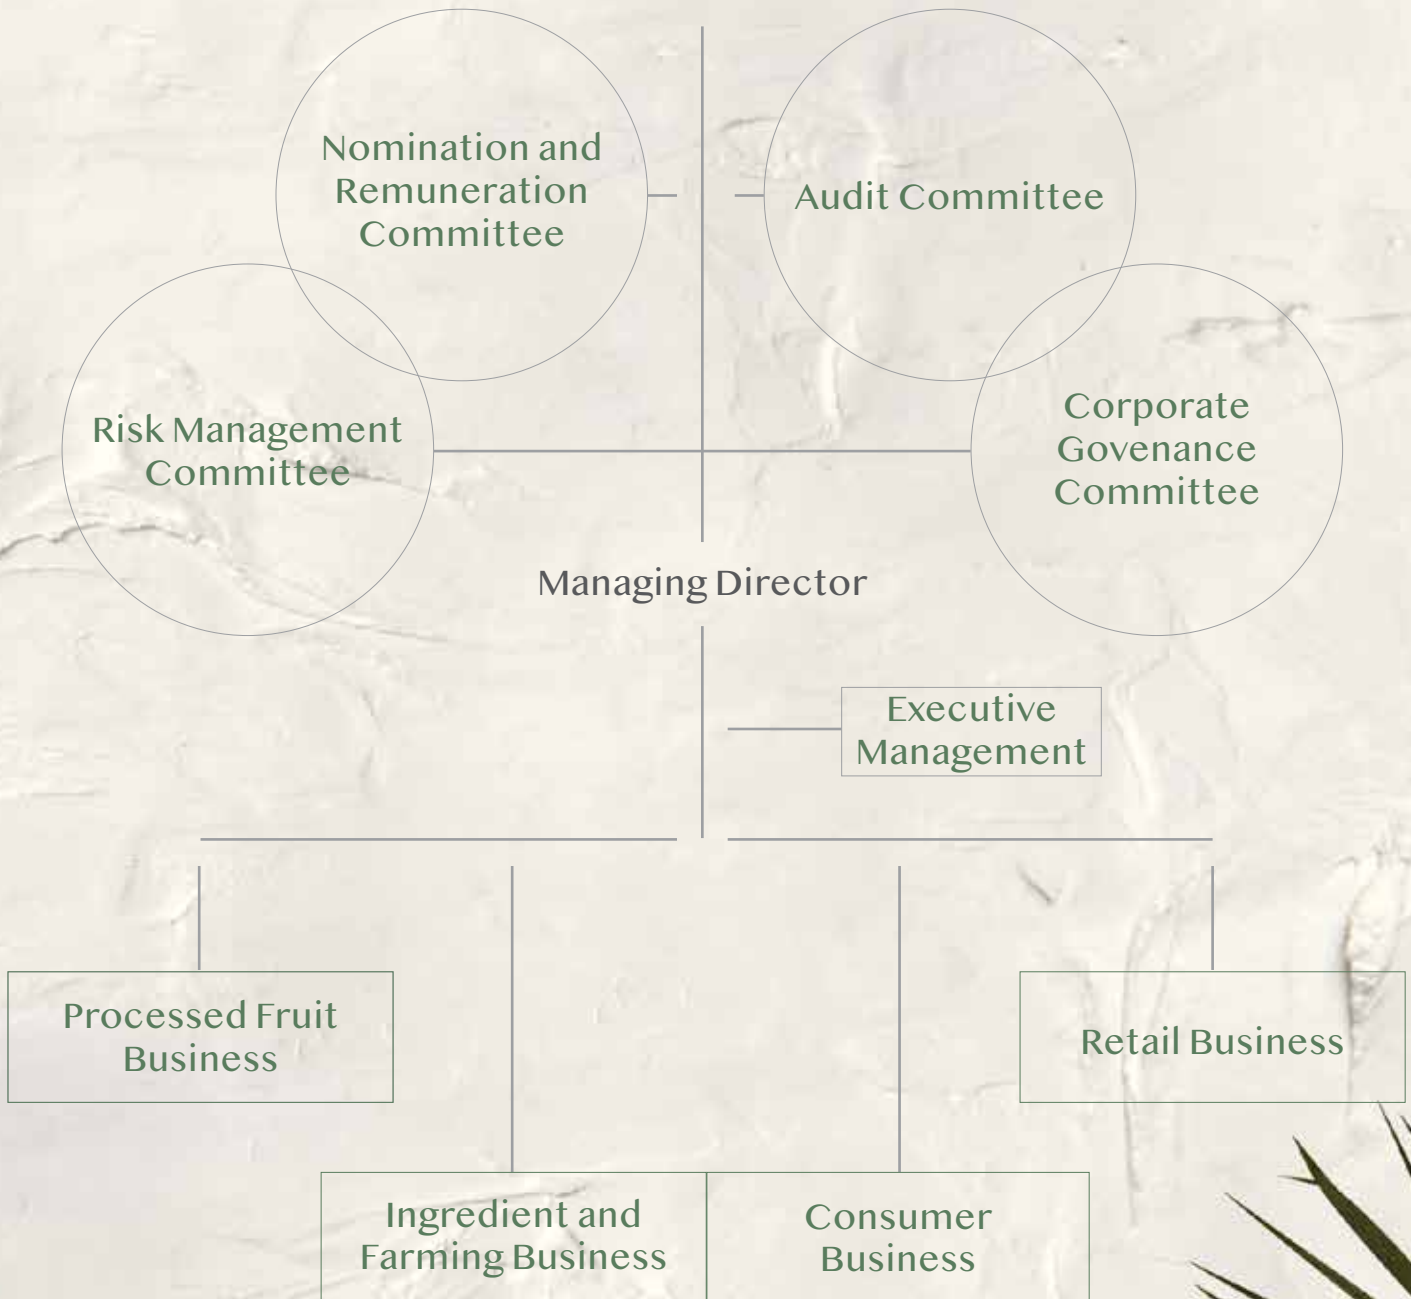 Nomination and
Remuneration
Committee
Audit Committee
Risk Management
Committee
Corporate
Govenance
Committee
Managing Director
Executive
Management
Processed Fruit
Business
Retail Business
Ingredient and
Farming Business
Consumer
Business